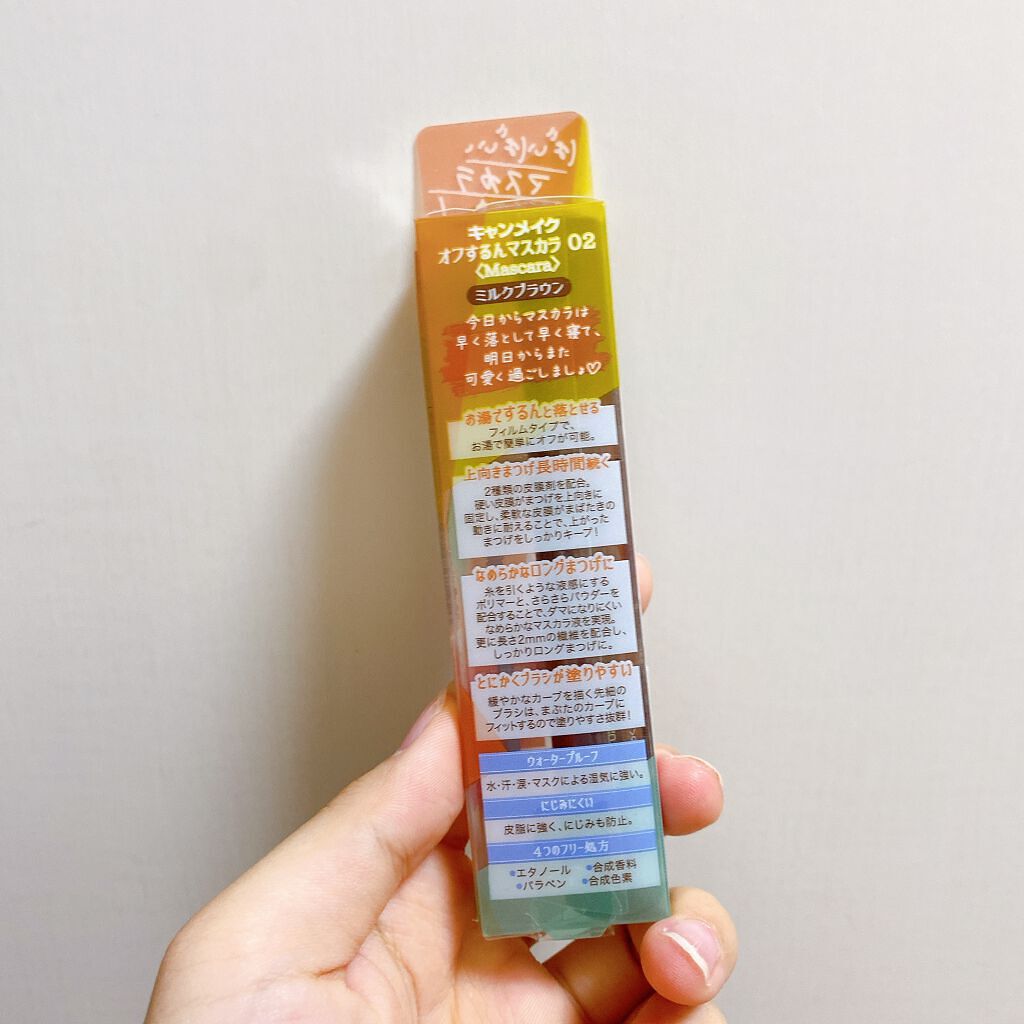 キャンメイク
オフするんマスカラ 02
〈Mascara〉
ミルクブラウン
今日からマスカラは
早く落として早く寝て、
明日からまた
可愛く過ごしましょ♡
お湯でするんと落とせる
フィルムタイプで、
お湯で簡単にオフが可能。
上向きまつげ長時間続く
2種類の皮膜剤を配合。
硬い皮膜がまつげを上向きに
固定し、柔軟な皮膜がまばたきの
動きに耐えることで、上がった
まつげをしっかりキープ!
なめらかなロングまつげに
糸を引くような液感にする
ポリマーと、さらさらパウダーを
配合することで、ダマになりにくい
なめらかなマスカラ液を実現。
更に長さ2mmの繊維を配合し、
しっかりロングまつげに。
とにかくブラシが塗りやすい
緩やかなカーブを描く先細の
ブラシは、まぶたのカーブに
フィットするので塗りやすさ抜群!
ウォータープルーフ
水・汗・涙・マスクによる湿気に強い。
にじみにくい
皮脂に強く、にじみも防止。
4つのフリー処方
•エタノール •合成香料
•パラベン •合成色素